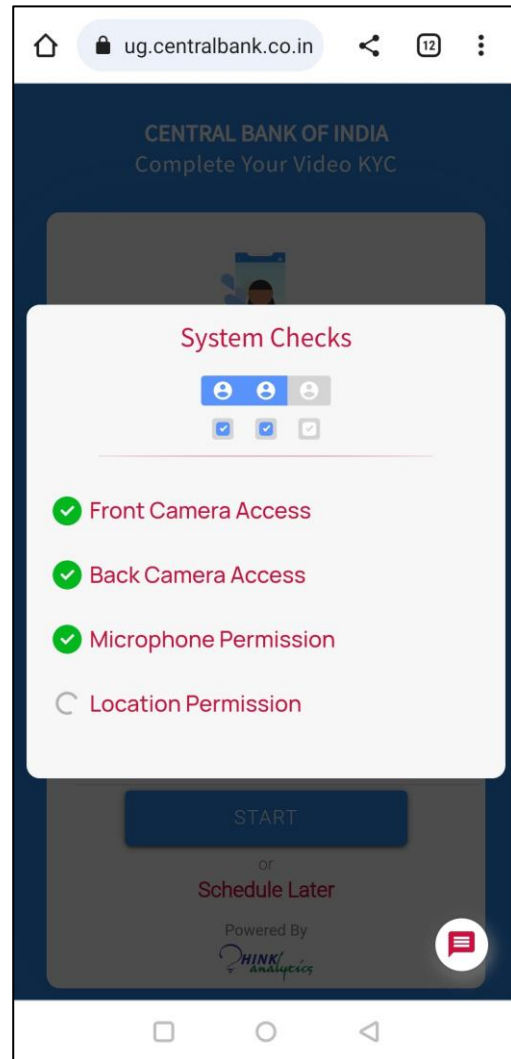 ug.centralbank.co.in
12
CENTRAL BANK OF INDIA
Complete Your Video KYC
System Checks
Front Camera Access
Back Camera Access
Microphone Permission
Location Permission
START
or
Schedule Later
Powered By
THINK
analytics